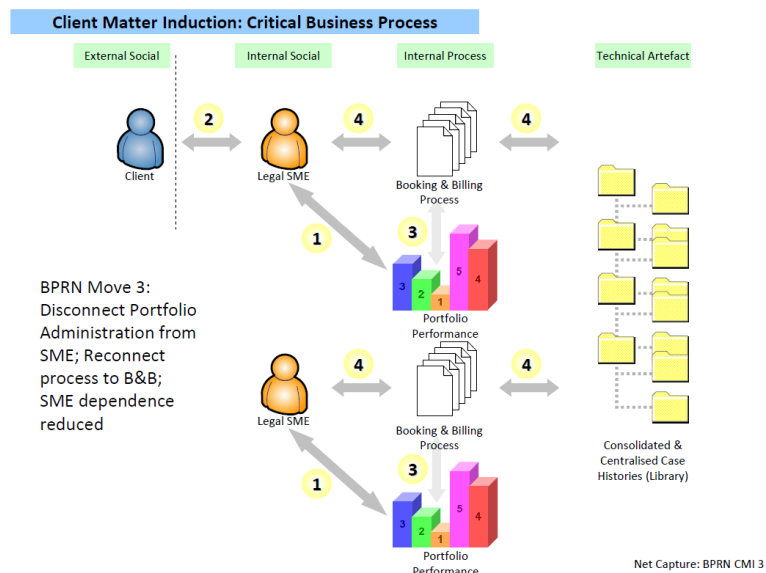 Client Matter Induction: Critical Business Process
External Social
Internal Social
Internal Process
Technical Artefact
2
4
4
Client
Legal SME
Booking & Billing
Process
1
3
3
2
1
5
4
Portfolio
Performance
BPRN Move 3:
Disconnect Portfolio
Administration from
SME; Reconnect
process to B&B;
SME dependence
reduced
4
4
Legal SME
Booking & Billing
Process
1
3
3
2
1
5
4
Portfolio
Performance
Consolidated &
Centralised Case
Histories (Library)
Net Capture: BPRN CMI 3